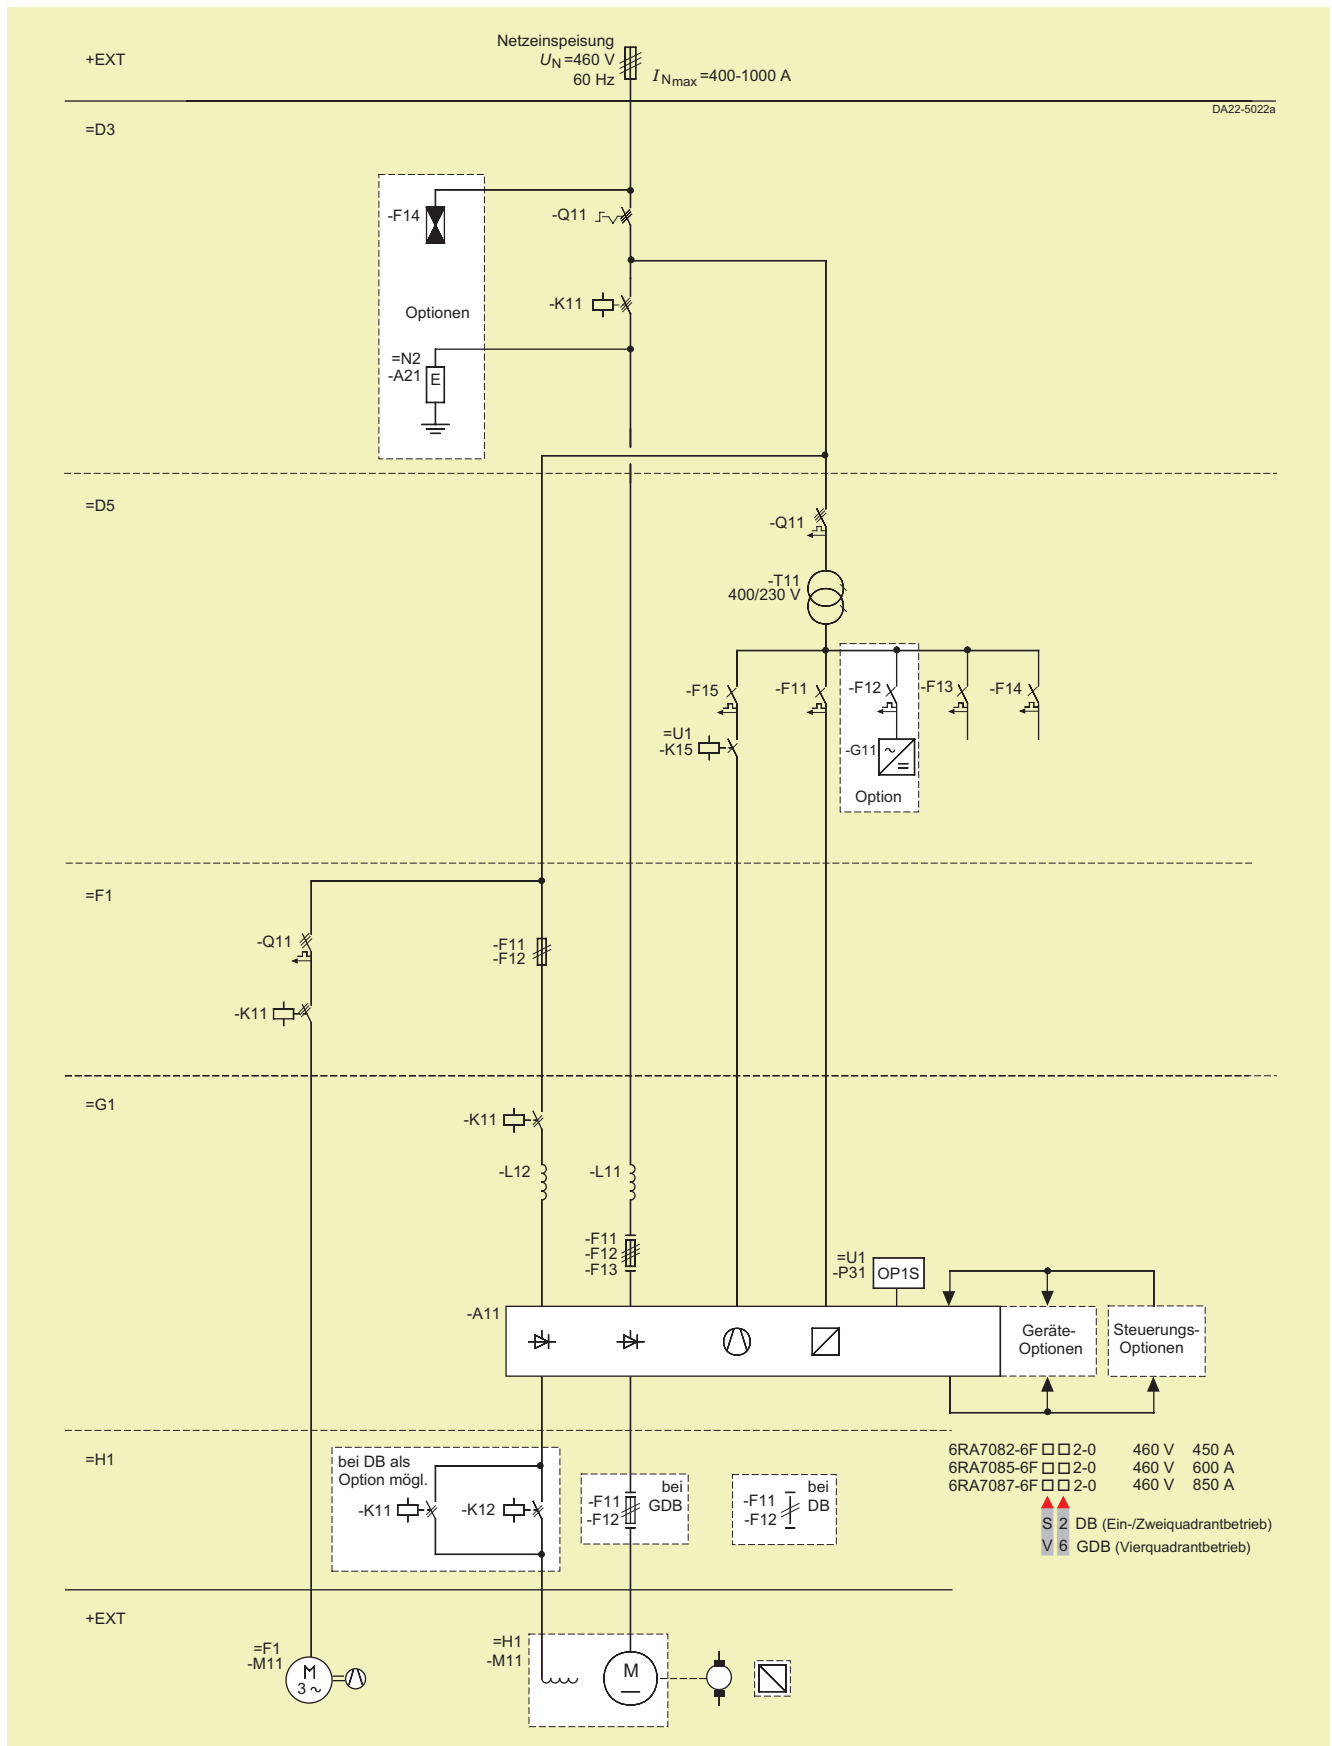 Netzeinspisung
+EXT
UN=460 V
60 Hz
INmax=400-1000 A
DA22-5022a
=D3
-F14
-Q11
-K11
Optionen
=N2
-A21
E
=D5
-Q11
-T11
400/230 V
-F15
-F11
-F12
-F13
-F14
=U1
-K15
-G11
Option
=F1
-Q11
-F11
-F12
-K11
=G1
-K11
-L12
-L11
-F11
-F12
-F13
=U1
-P31
OP1S
-A11
Geräte-
Optionen
Steuerungs-
Optionen
=H1
bei DB als
Option mögl.
-K11
-K12
bei
GDB
-F11
-F12
bei
DB
-F11
-F12
6RA7082-6F□□2-0 460 V 450 A
6RA7085-6F□□2-0 460 V 600 A
6RA7087-6F□□2-0 460 V 850 A
S 2 DB (Ein-/Zweiquadrantbetrieb)
V 6 GDB (Vierquadrantbetrieb)
+EXT
=F1
-M11
M
3 ~
=H1
-M11
M